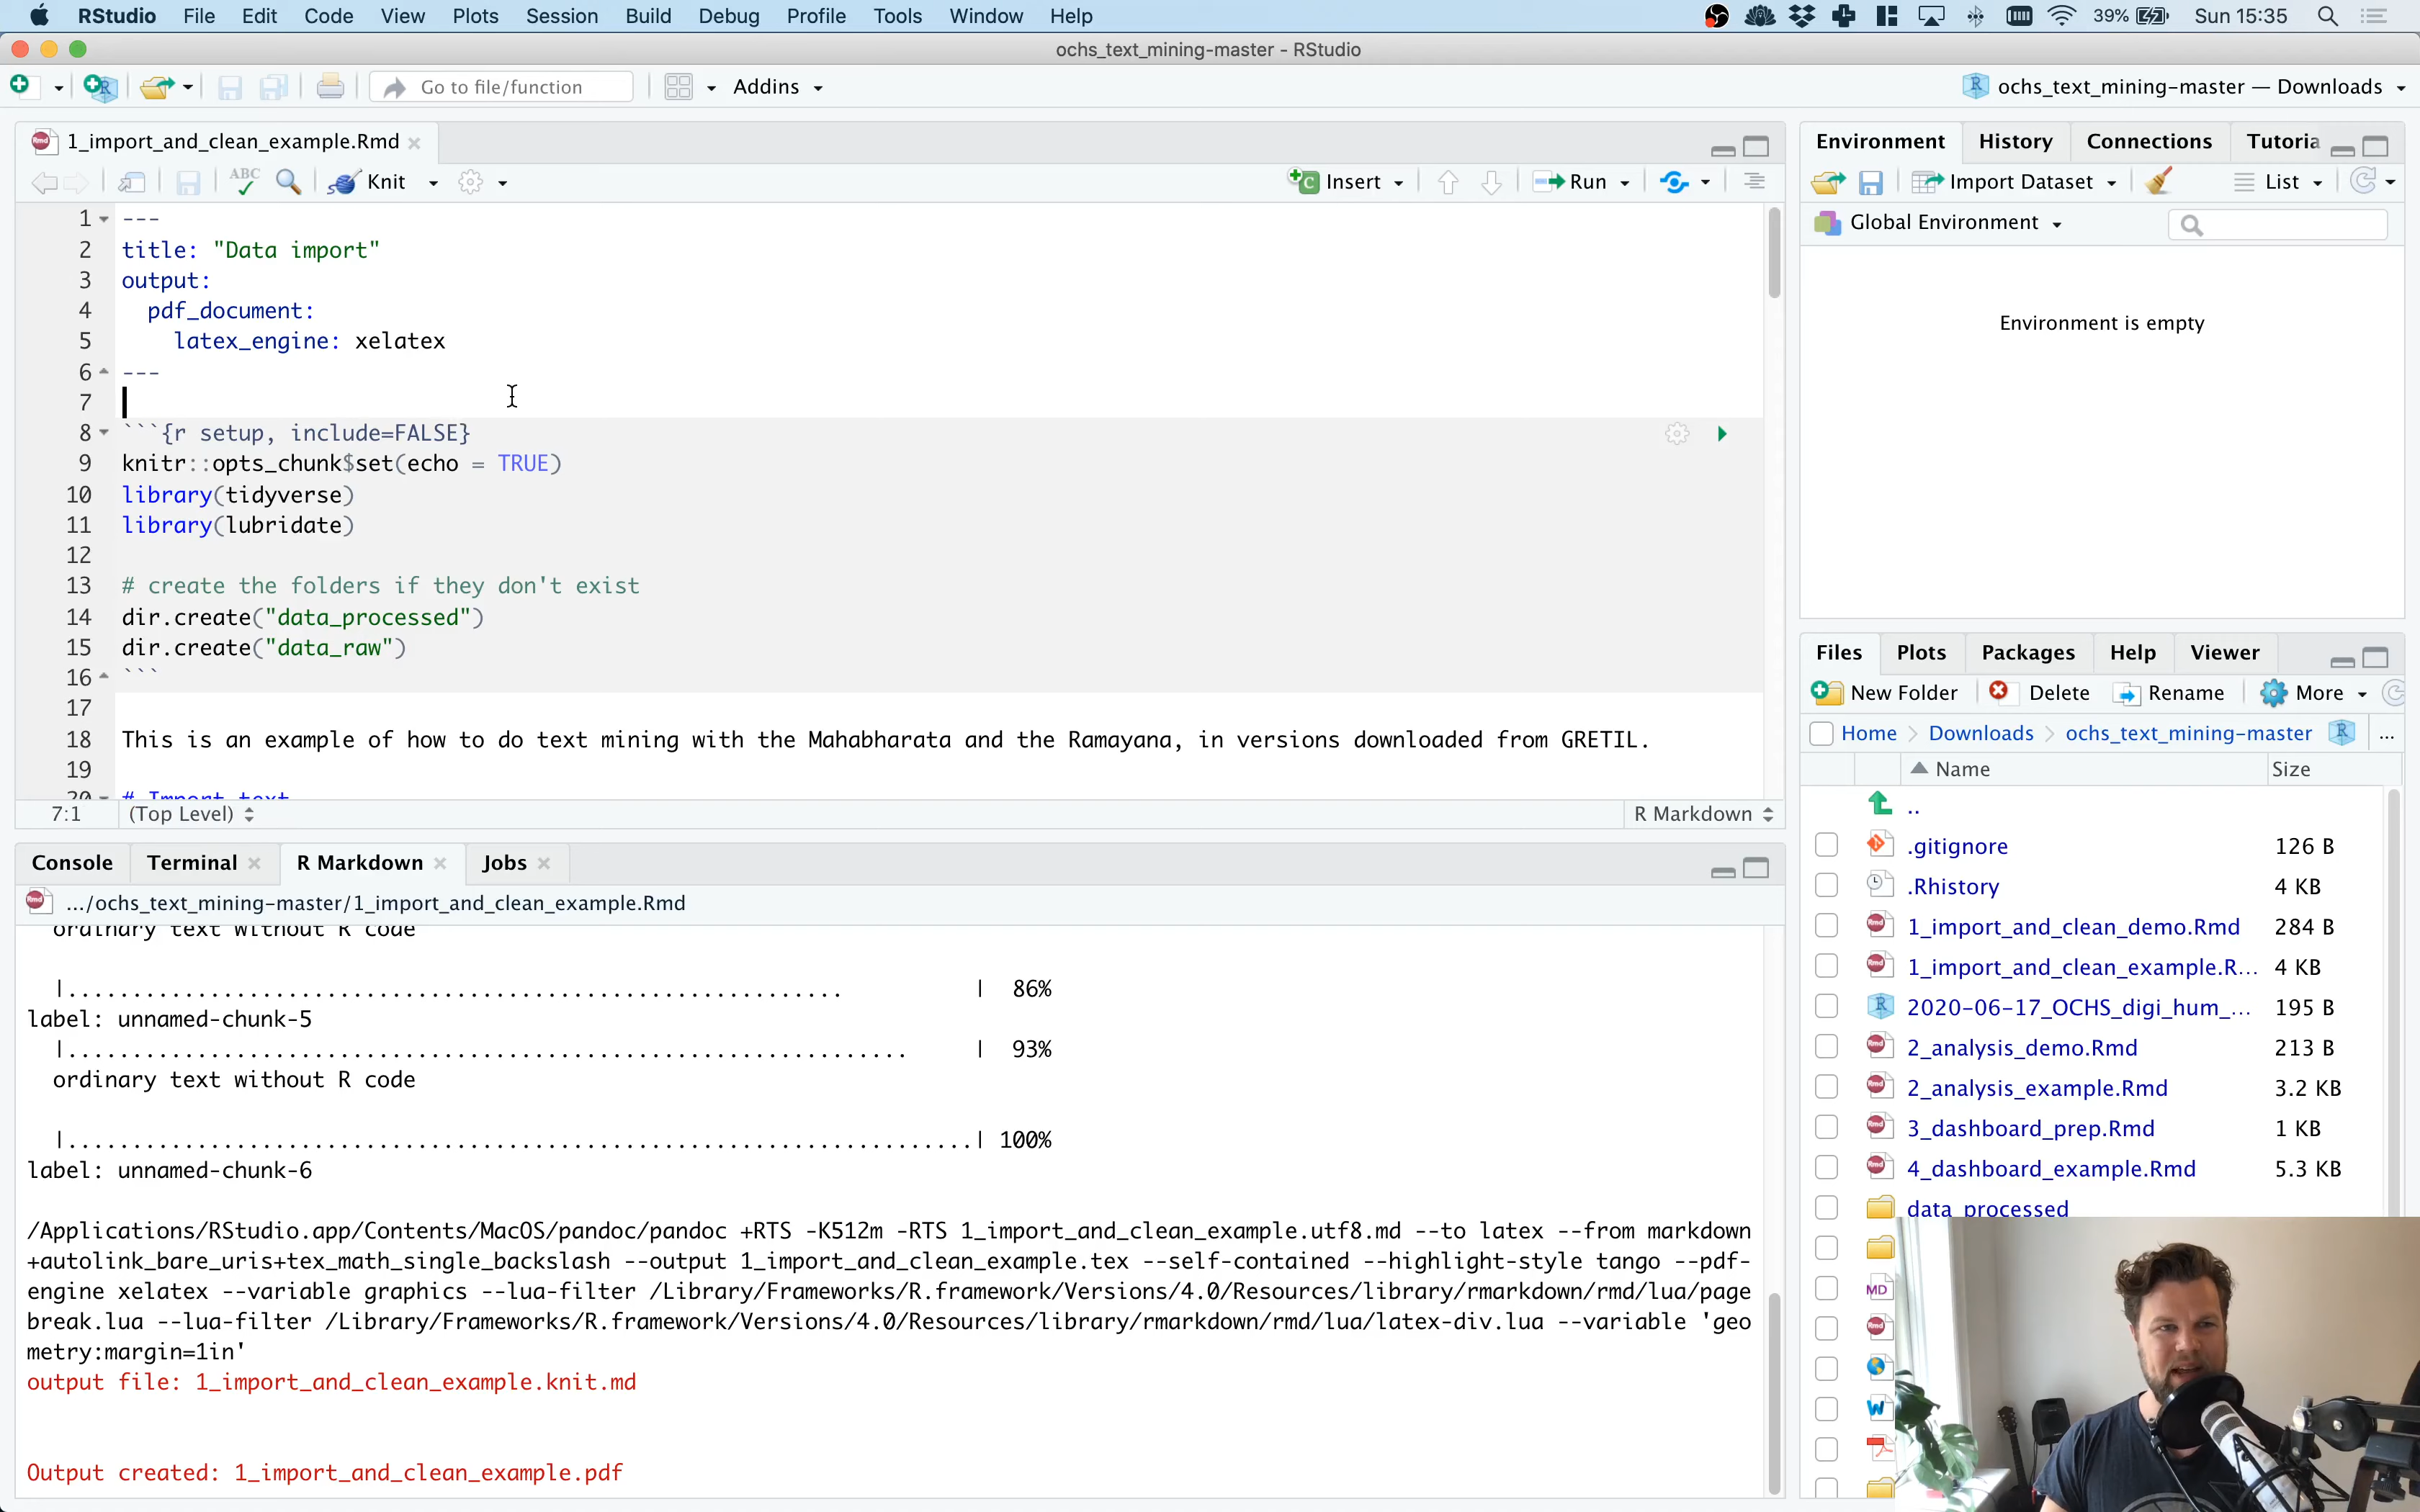 RStudio File Edit Code View Plots Session Build Debug Profile Tools Window Help 39% Sun 15:35
ochs_text_mining-master - RStudio
Go to file/function Addins ochs_text_mining-master — Downloads
1_import_and_clean_example.Rmd
ABC Knit Insert Run
1 ---
2 title: "Data import"
3 output:
4 pdf_document:
5 latex_engine: xelatex
6 ---
7
8 ```{r setup, include=FALSE}
9 knitr::opts_chunk$set(echo = TRUE)
10 library(tidyverse)
11 library(lubridate)
12
13 # create the folders if they don't exist
14 dir.create("data_processed")
15 dir.create("data_raw")
16 ```
17
18 This is an example of how to do text mining with the Mahabharata and the Ramayana, in versions downloaded from GRETIL.
19
20 # Import text
7:1 (Top Level) R Markdown
Console Terminal R Markdown Jobs
.../ochs_text_mining-master/1_import_and_clean_example.Rmd
ordinary text without R code
|............................................................ | 86%
label: unnamed-chunk-5
|................................................................. | 93%
ordinary text without R code
|......................................................................| 100%
label: unnamed-chunk-6
/Applications/RStudio.app/Contents/MacOS/pandoc/pandoc +RTS -K512m -RTS 1_import_and_clean_example.utf8.md --to latex --from markdown
+autolink_bare_uris+tex_math_single_backslash --output 1_import_and_clean_example.tex --self-contained --highlight-style tango --pdf-
engine xelatex --variable graphics --lua-filter /Library/Frameworks/R.framework/Versions/4.0/Resources/library/rmarkdown/rmd/lua/page
break.lua --lua-filter /Library/Frameworks/R.framework/Versions/4.0/Resources/library/rmarkdown/rmd/lua/latex-div.lua --variable 'geo
metry:margin=1in'
output file: 1_import_and_clean_example.knit.md
Output created: 1_import_and_clean_example.pdf
Environment History Connections Tutoria
Import Dataset List
Global Environment
Environment is empty
Files Plots Packages Help Viewer
New Folder Delete Rename More
Home Downloads ochs_text_mining-master ...
Name Size
..
.gitignore 126 B
.Rhistory 4 KB
1_import_and_clean_demo.Rmd 284 B
1_import_and_clean_example.R... 4 KB
2020-06-17_OCHS_digi_hum_... 195 B
2_analysis_demo.Rmd 213 B
2_analysis_example.Rmd 3.2 KB
3_dashboard_prep.Rmd 1 KB
4_dashboard_example.Rmd 5.3 KB
data_processed